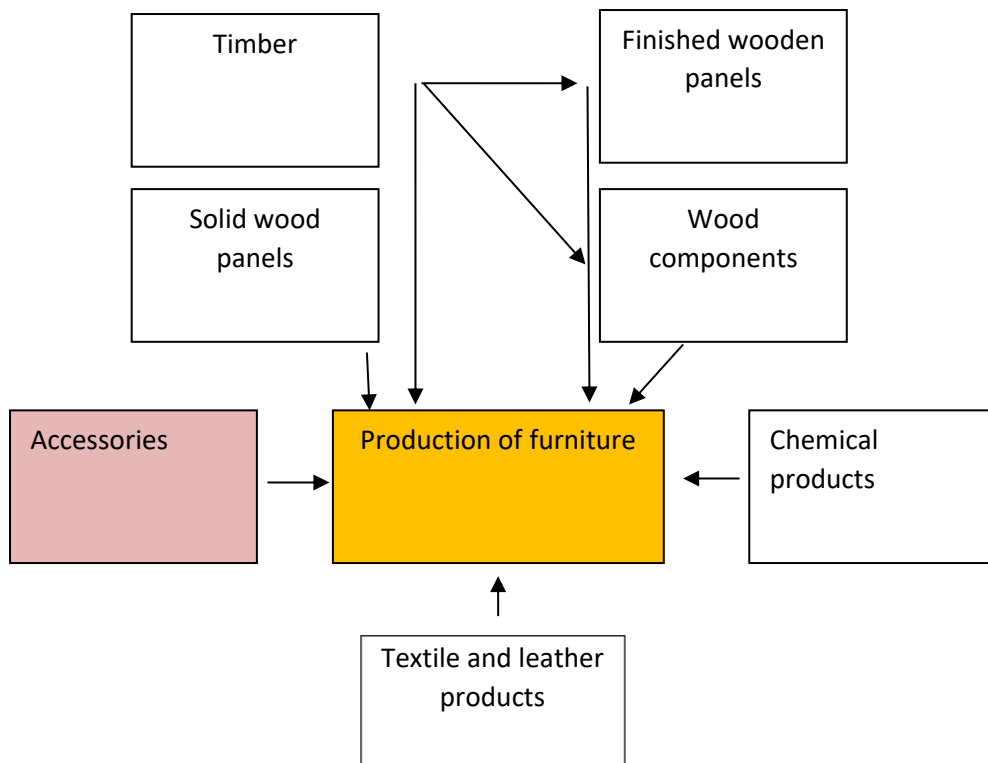 Timber
Finished wooden
panels
Solid wood
panels
Wood
components
Accessories
Production of furniture
Chemical
products
Textile and leather
products